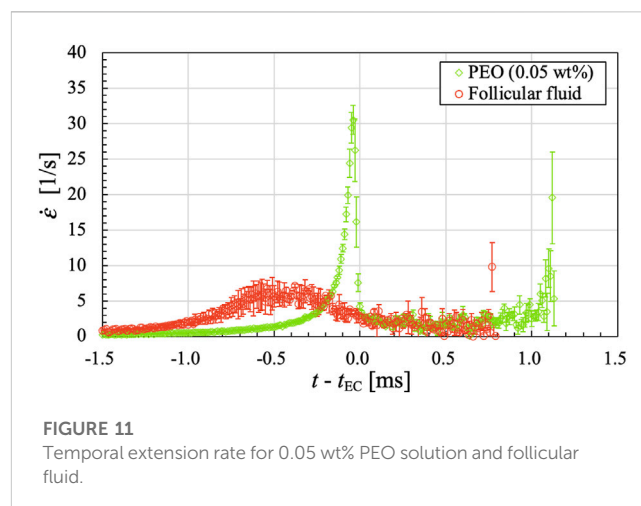 40
35
30
25
20
15
10
5
0
ε̇ [1/s]
PEO (0.05 wt%)
Follicular fluid
-1.5 -1.0 -0.5 0.0 0.5 1.0 1.5
t - tEC [ms]
FIGURE 11
Temporal extension rate for 0.05 wt% PEO solution and follicular
fluid.